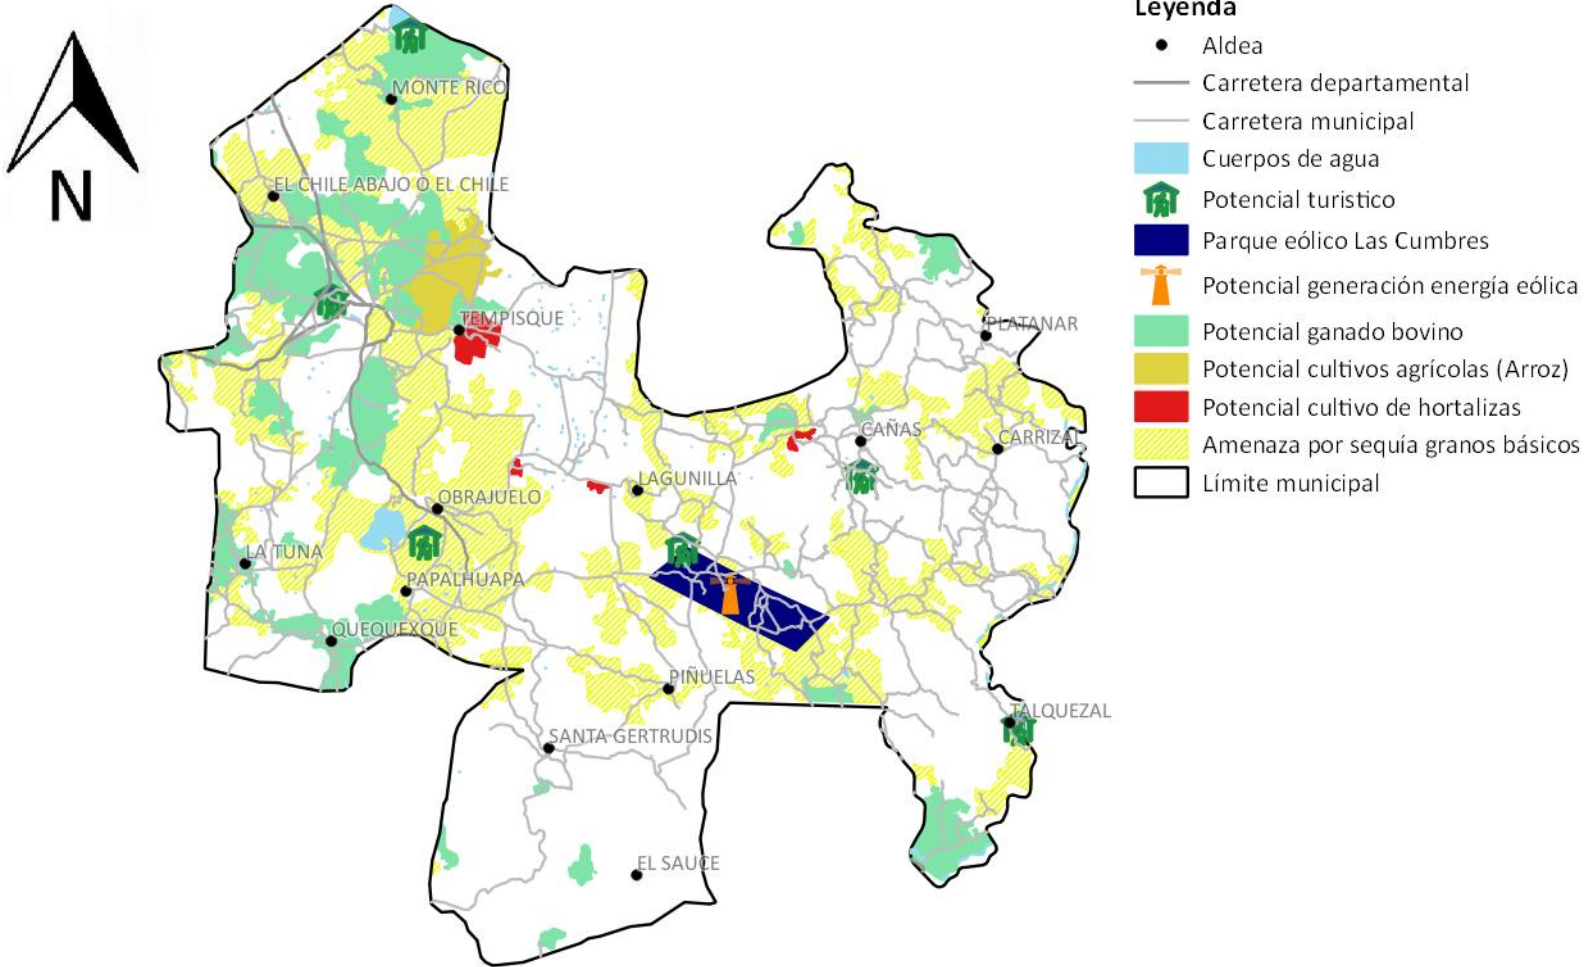 Leyenda
Aldea
Carretera departamental
Carretera municipal
Cuerpos de agua
Potencial turistico
Parque eólico Las Cumbres
Potencial generación energía eólica
Potencial ganado bovino
Potencial cultivos agrícolas (Arroz)
Potencial cultivo de hortalizas
Amenaza por sequía granos básicos
Límite municipal
N
MONTE RICO
EL CHILE ABAJO O EL CHILE
TEMPISQUE
PLATANAR
CAÑAS
CARRIZAL
LAGUNILLA
OBRAJUELO
LA TUNA
PAPALHUAPA
QUEQUEXQUE
PIÑUELAS
TALQUEZAL
SANTA GERTRUDIS
EL SAUCE